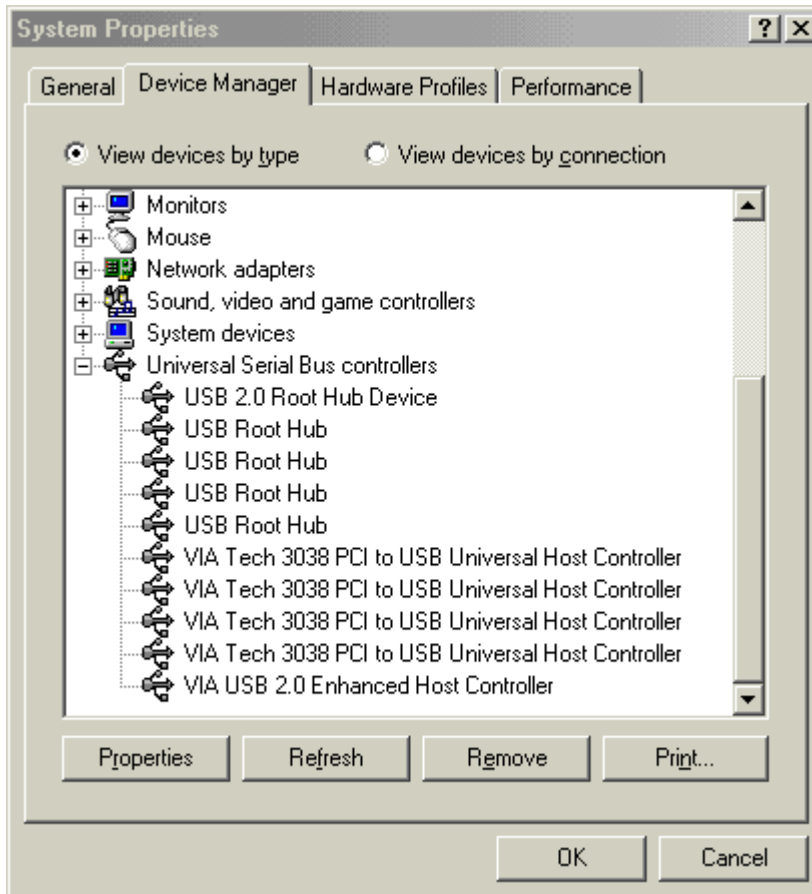 System Properties
General Device Manager Hardware Profiles Performance
View devices by type View devices by connection
Monitors
Mouse
Network adapters
Sound, video and game controllers
System devices
Universal Serial Bus controllers
USB 2.0 Root Hub Device
USB Root Hub
USB Root Hub
USB Root Hub
USB Root Hub
VIA Tech 3038 PCI to USB Universal Host Controller
VIA Tech 3038 PCI to USB Universal Host Controller
VIA Tech 3038 PCI to USB Universal Host Controller
VIA Tech 3038 PCI to USB Universal Host Controller
VIA USB 2.0 Enhanced Host Controller
Properties Refresh Remove Print...
OK Cancel